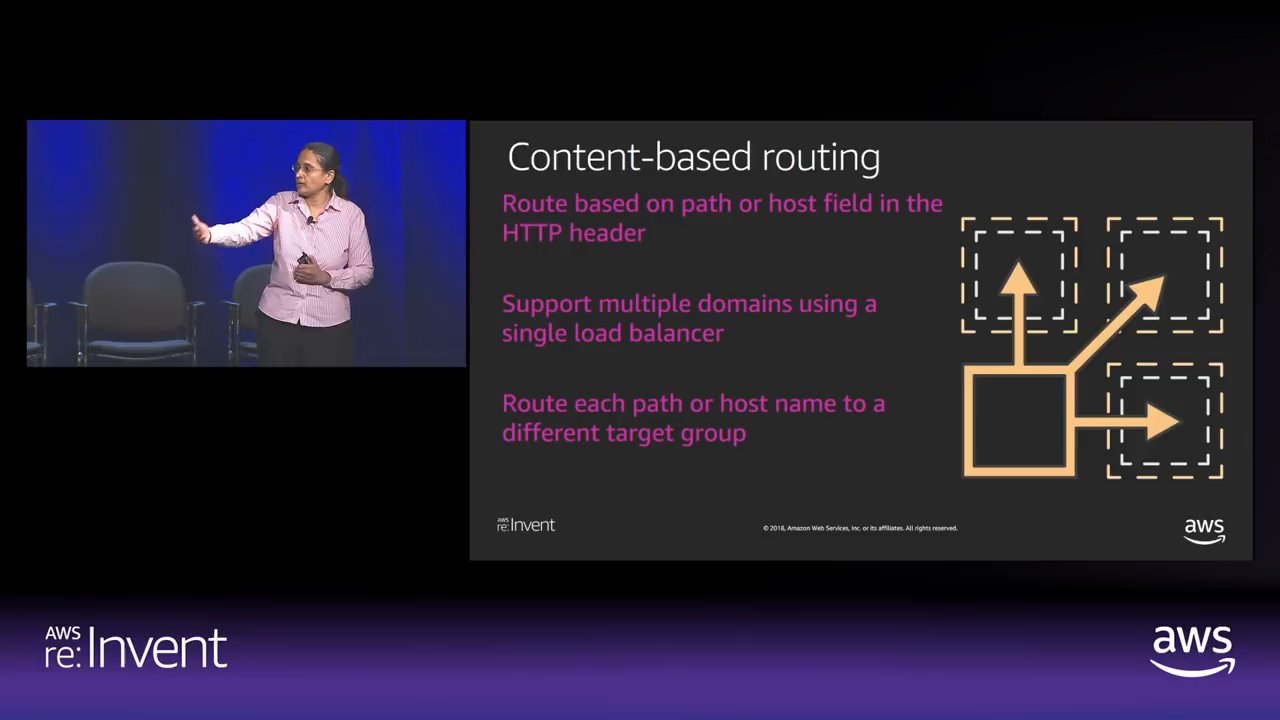 Content-based routing
Route based on path or host field in the
HTTP header
Support multiple domains using a
single load balancer
Route each path or host name to a
different target group
AWS
re:Invent
© 2018, Amazon Web Services, Inc. or its affiliates. All rights reserved.
aws
AWS
re:Invent
aws